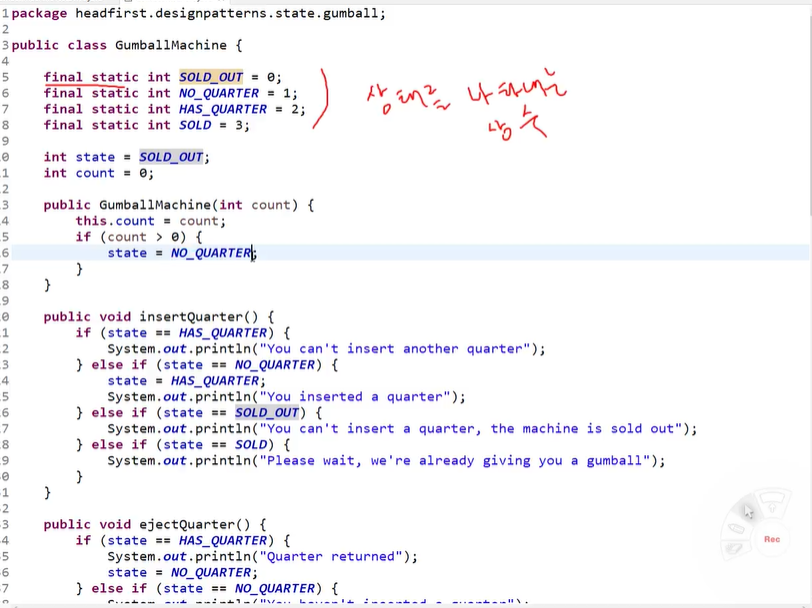 1 package headfirst.designpatterns.state.gumball;
2
3 public class GumballMachine {
4
5     final static int SOLD_OUT = 0;
6     final static int NO_QUARTER = 1;
7     final static int HAS_QUARTER = 2;
8     final static int SOLD = 3;
상태를 나타내는
상수
9
0     int state = SOLD_OUT;
1     int count = 0;
2
3     public GumballMachine(int count) {
4         this.count = count;
5         if (count > 0) {
6             state = NO_QUARTER;
7         }
8     }
9
0     public void insertQuarter() {
1         if (state == HAS_QUARTER) {
2             System.out.println("You can't insert another quarter");
3         } else if (state == NO_QUARTER) {
4             state = HAS_QUARTER;
5             System.out.println("You inserted a quarter");
6         } else if (state == SOLD_OUT) {
7             System.out.println("You can't insert a quarter, the machine is sold out");
8         } else if (state == SOLD) {
9             System.out.println("Please wait, we're already giving you a gumball");
0         }
1     }
2
3     public void ejectQuarter() {
4         if (state == HAS_QUARTER) {
5             System.out.println("Quarter returned");
6             state = NO_QUARTER;
7         } else if (state == NO_QUARTER) {
Rec